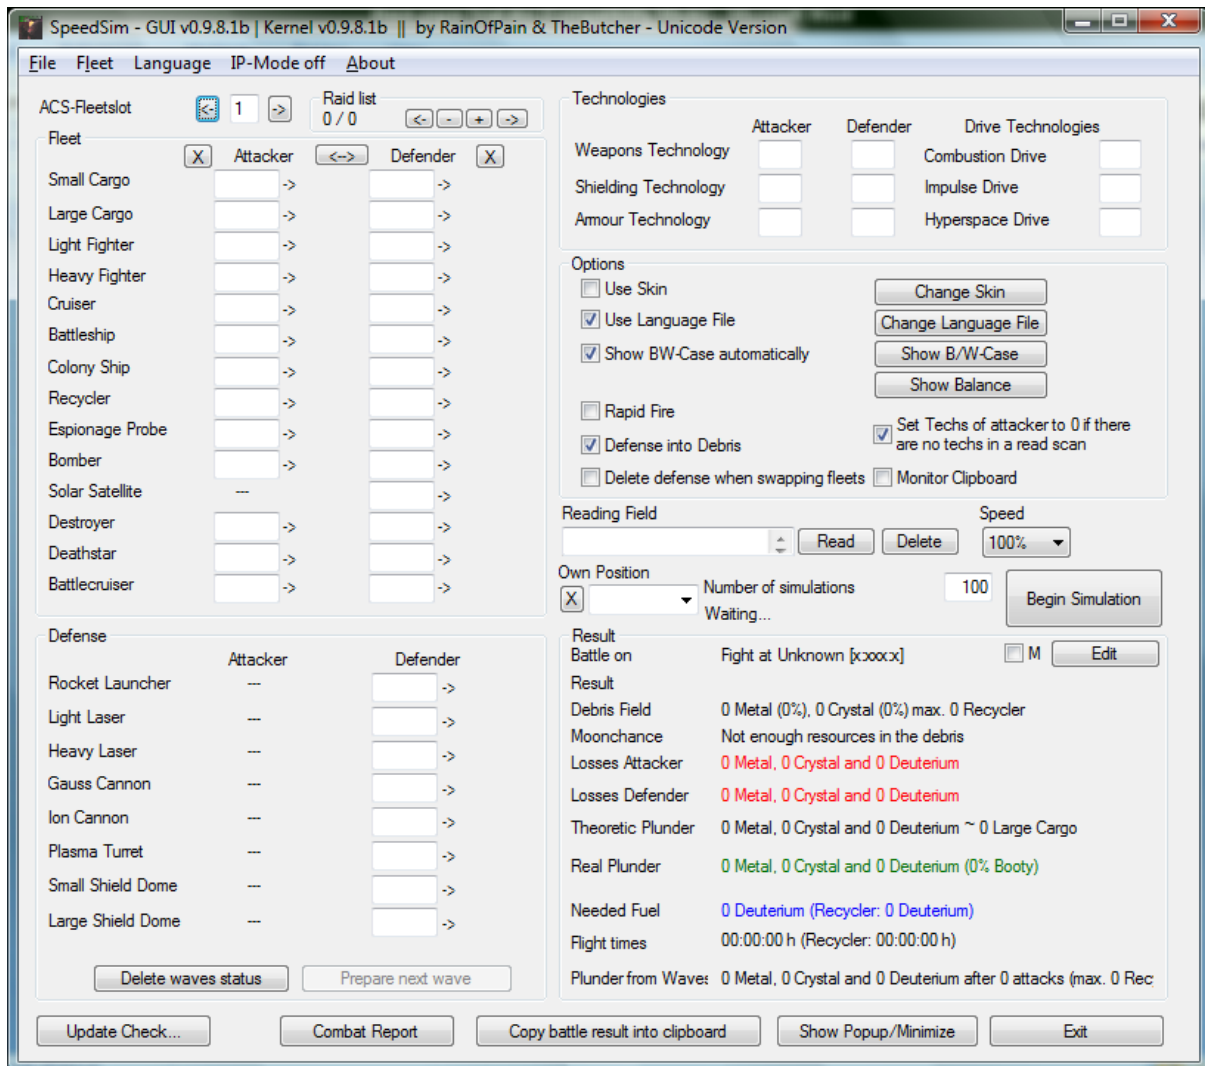 SpeedSim - GUI v0.9.8.1b | Kernel v0.9.8.1b || by RainOfPain & TheButcher - Unicode Version
File Fleet Language IP-Mode off About
ACS-Fleetslot <- 1 ->
Raid list
0 / 0 <- - + ->
Fleet
X Attacker <--> Defender X
Small Cargo -> ->
Large Cargo -> ->
Light Fighter -> ->
Heavy Fighter -> ->
Cruiser -> ->
Battleship -> ->
Colony Ship -> ->
Recycler -> ->
Espionage Probe -> ->
Bomber -> ->
Solar Satellite --- ->
Destroyer -> ->
Deathstar -> ->
Battlecruiser -> ->
Defense
Attacker Defender
Rocket Launcher --- ->
Light Laser --- ->
Heavy Laser --- ->
Gauss Cannon --- ->
Ion Cannon --- ->
Plasma Turret --- ->
Small Shield Dome --- ->
Large Shield Dome --- ->
Delete waves status Prepare next wave
Technologies
Attacker Defender Drive Technologies
Weapons Technology Combustion Drive
Shielding Technology Impulse Drive
Armour Technology Hyperspace Drive
Options
Use Skin Change Skin
Use Language File Change Language File
Show BW-Case automatically Show B/W-Case
Show Balance
Rapid Fire
Defense into Debris
Set Techs of attacker to 0 if there
are no techs in a read scan
Delete defense when swapping fleets Monitor Clipboard
Reading Field Speed
Read Delete 100%
Own Position
X Number of simulations 100 Begin Simulation
Waiting...
Result
Battle on Fight at Unknown [x:xxx:x] M Edit
Result
Debris Field 0 Metal (0%), 0 Crystal (0%) max. 0 Recycler
Moonchance Not enough resources in the debris
Losses Attacker 0 Metal, 0 Crystal and 0 Deuterium
Losses Defender 0 Metal, 0 Crystal and 0 Deuterium
Theoretic Plunder 0 Metal, 0 Crystal and 0 Deuterium ~ 0 Large Cargo
Real Plunder 0 Metal, 0 Crystal and 0 Deuterium (0% Booty)
Needed Fuel 0 Deuterium (Recycler: 0 Deuterium)
Flight times 00:00:00 h (Recycler: 00:00:00 h)
Plunder from Waves 0 Metal, 0 Crystal and 0 Deuterium after 0 attacks (max. 0 Rec
Update Check... Combat Report Copy battle result into clipboard Show Popup/Minimize Exit